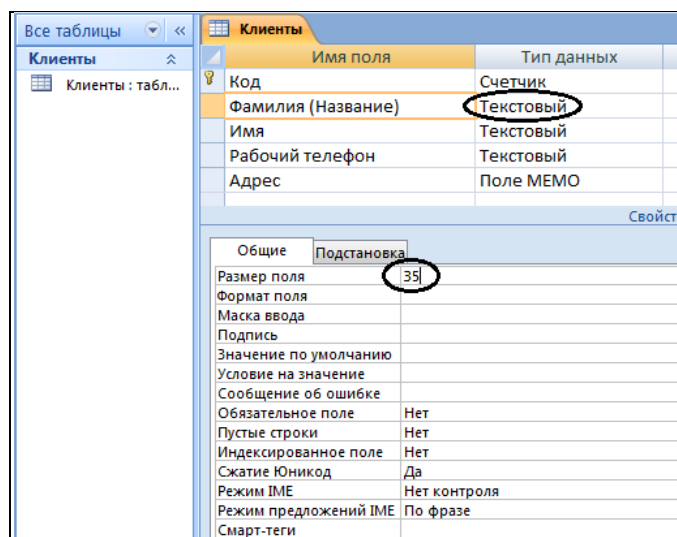 Все таблицы «
Клиенты
Клиенты : табл...
Клиенты
Имя поля Тип данных
Код Счетчик
Фамилия (Название) Текстовый
Имя Текстовый
Рабочий телефон Текстовый
Адрес Поле МЕМО
Свойст
Общие Подстановка
Размер поля 35
Формат поля
Маска ввода
Подпись
Значение по умолчанию
Условие на значение
Сообщение об ошибке
Обязательное поле Нет
Пустые строки Нет
Индексированное поле Нет
Сжатие Юникод Да
Режим IME Нет контроля
Режим предложений IME По фразе
Смарт-теги